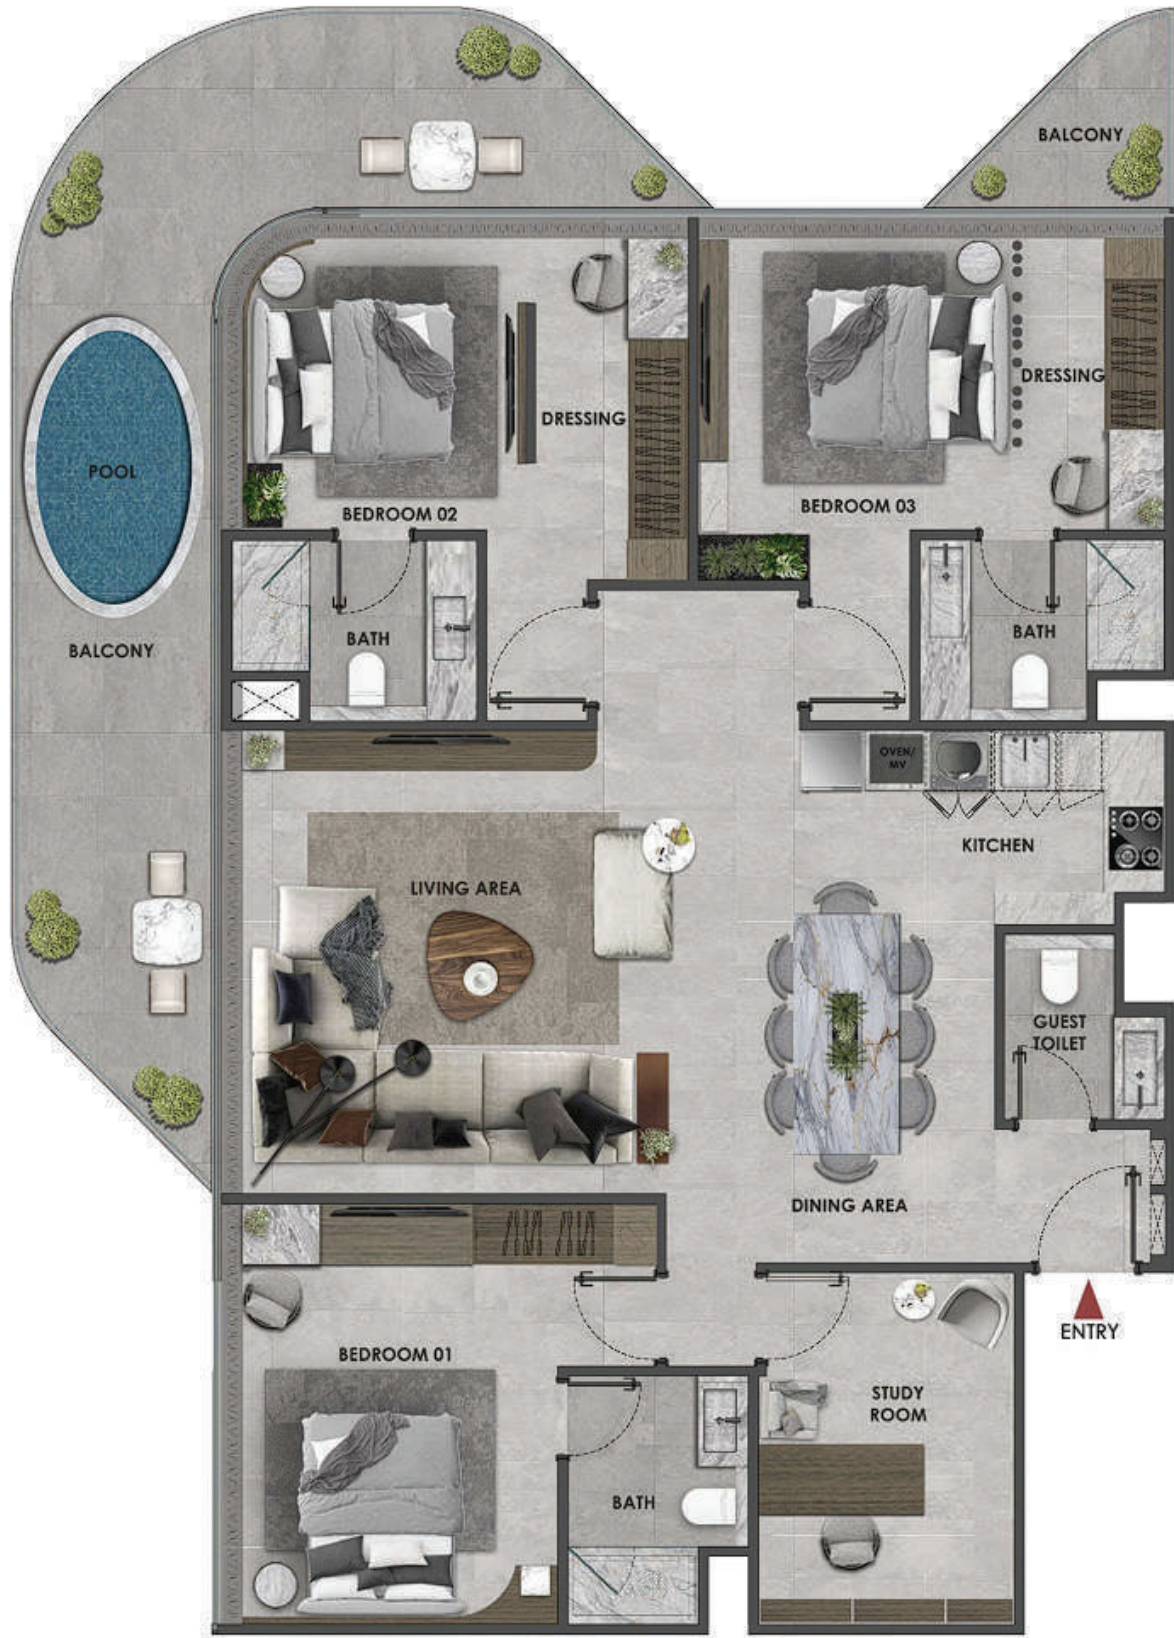 BALCONY
DRESSING
DRESSING
POOL
BEDROOM 02
BEDROOM 03
BATH
BATH
BALCONY
OVEN/
MV
KITCHEN
LIVING AREA
GUEST
TOILET
DINING AREA
ENTRY
BEDROOM 01
STUDY
ROOM
BATH